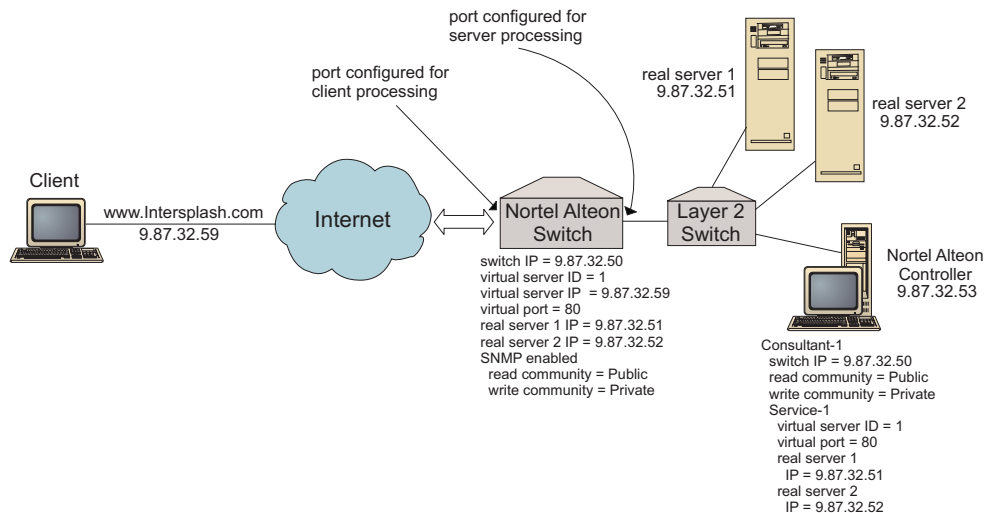 port configured for
server processing
port configured for
client processing
real server 1
9.87.32.51
real server 2
9.87.32.52
Client
www.Intersplash.com
9.87.32.59
Internet
Nortel Alteon
Switch
Layer 2
Switch
switch IP = 9.87.32.50
virtual server ID = 1
virtual server IP = 9.87.32.59
virtual port = 80
real server 1 IP = 9.87.32.51
real server 2 IP = 9.87.32.52
SNMP enabled
read community = Public
write community = Private
Nortel Alteon
Controller
9.87.32.53
Consultant-1
switch IP = 9.87.32.50
read community = Public
write community = Private
Service-1
virtual server ID = 1
virtual port = 80
real server 1
IP = 9.87.32.51
real server 2
IP = 9.87.32.52